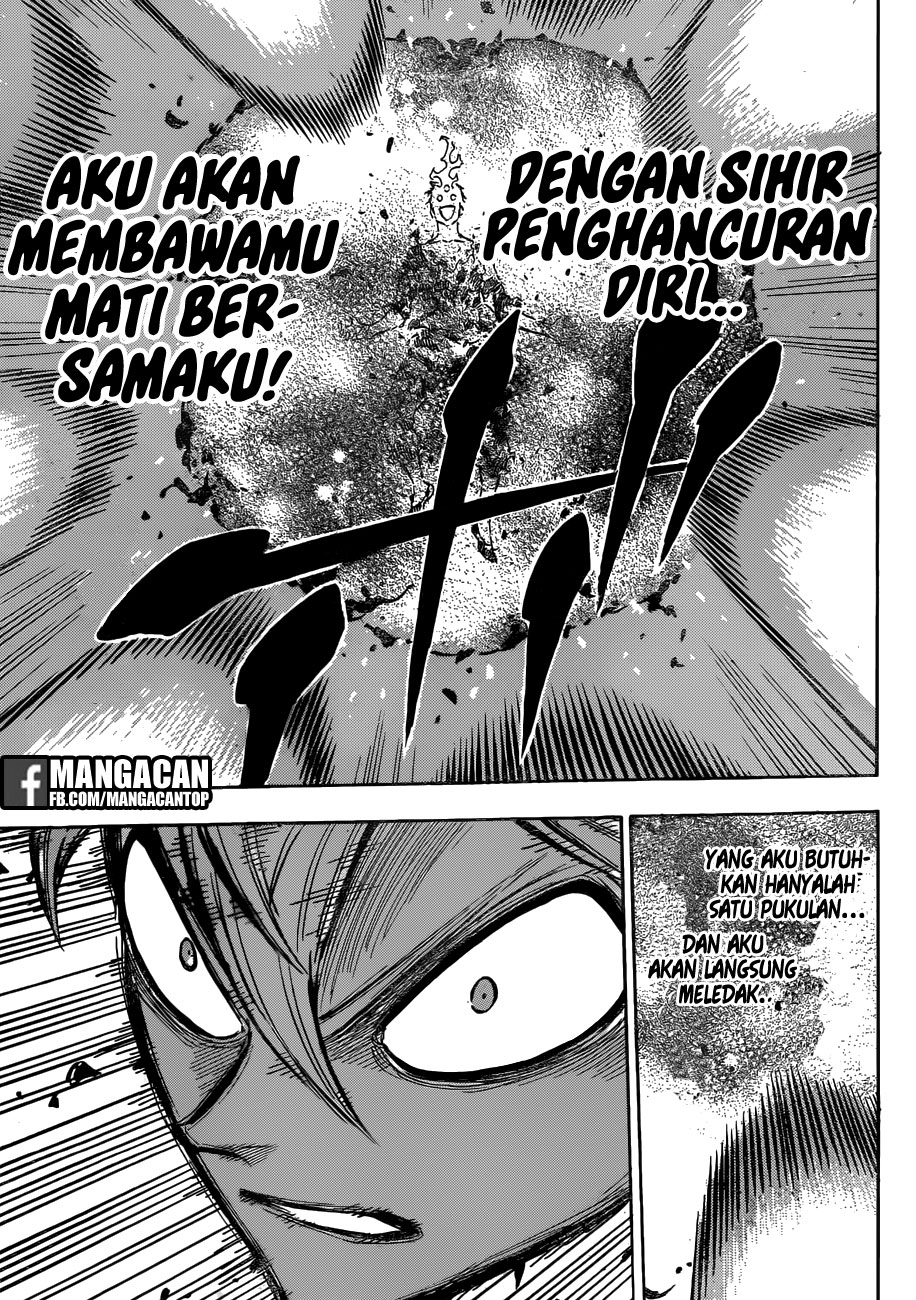 DENGAN SIHIR
PENGHANCURAN
DIRI...
AKU AKAN
MEMBAWAMU
MATI BER-
SAMAKU!
MANGACAN
FB.COM/MANGACANTOP
YANG AKU BUTUH-
KAN HANYALAH
SATU PUKULAN...
DAN AKU
AKAN LANGSUNG
MELEDAK..